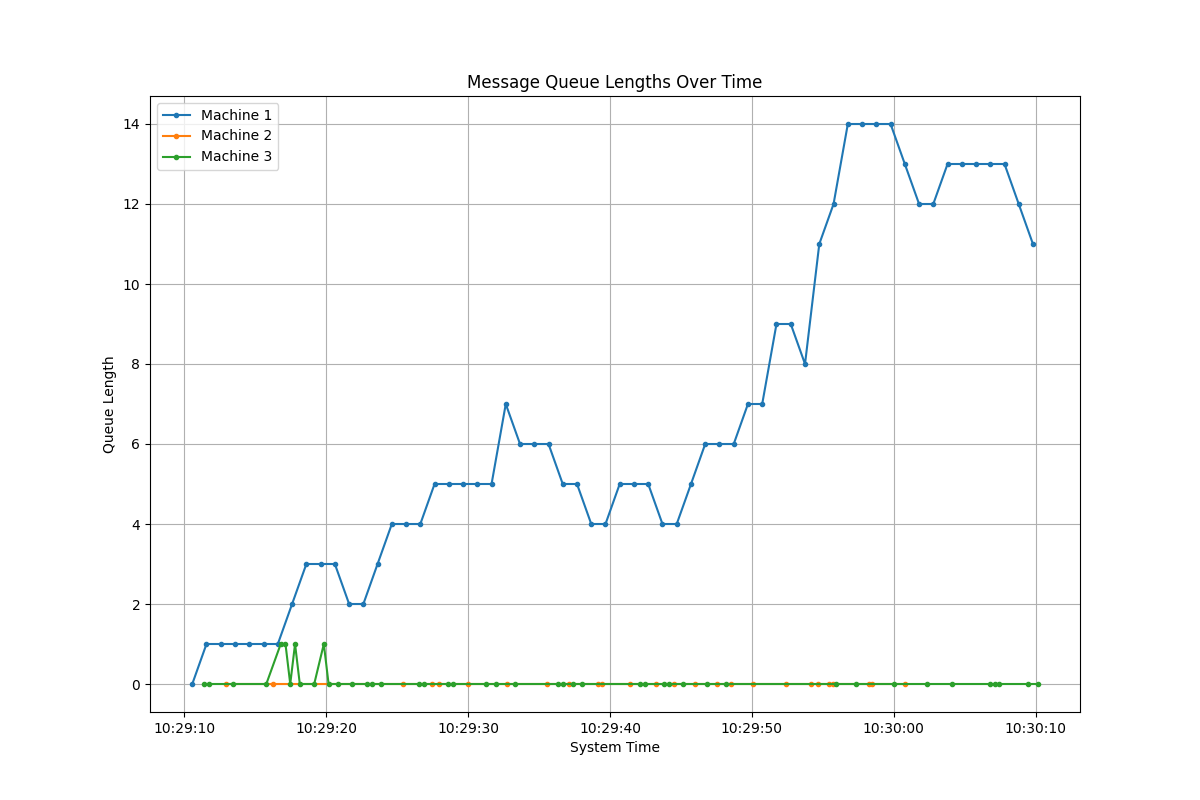 Message Queue Lengths Over Time
Machine 1
Machine 2
Machine 3
14
12
10
8
6
4
2
0
Queue Length
10:29:10 10:29:20 10:29:30 10:29:40 10:29:50 10:30:00 10:30:10
System Time